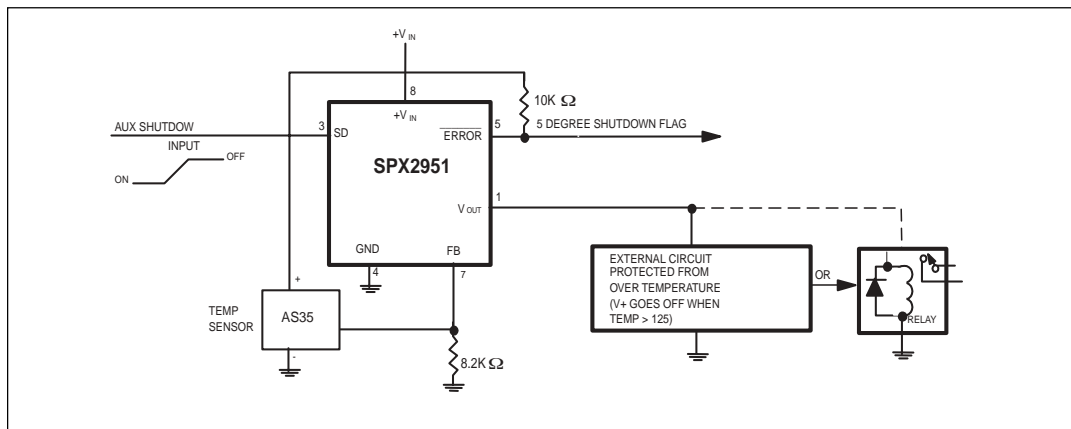 +V IN
8
+V IN
10K Ω
AUX SHUTDOW
3
SD
ERROR
5
5 DEGREE SHUTDOWN FLAG
INPUT
OFF
ON
SPX2951
1
V OUT
GND
FB
4
7
EXTERNAL CIRCUIT
PROTECTED FROM
OVER TEMPERATURE
(V+ GOES OFF WHEN
TEMP > 125)
OR
RELAY
+
TEMP
SENSOR
AS35
-
8.2K Ω